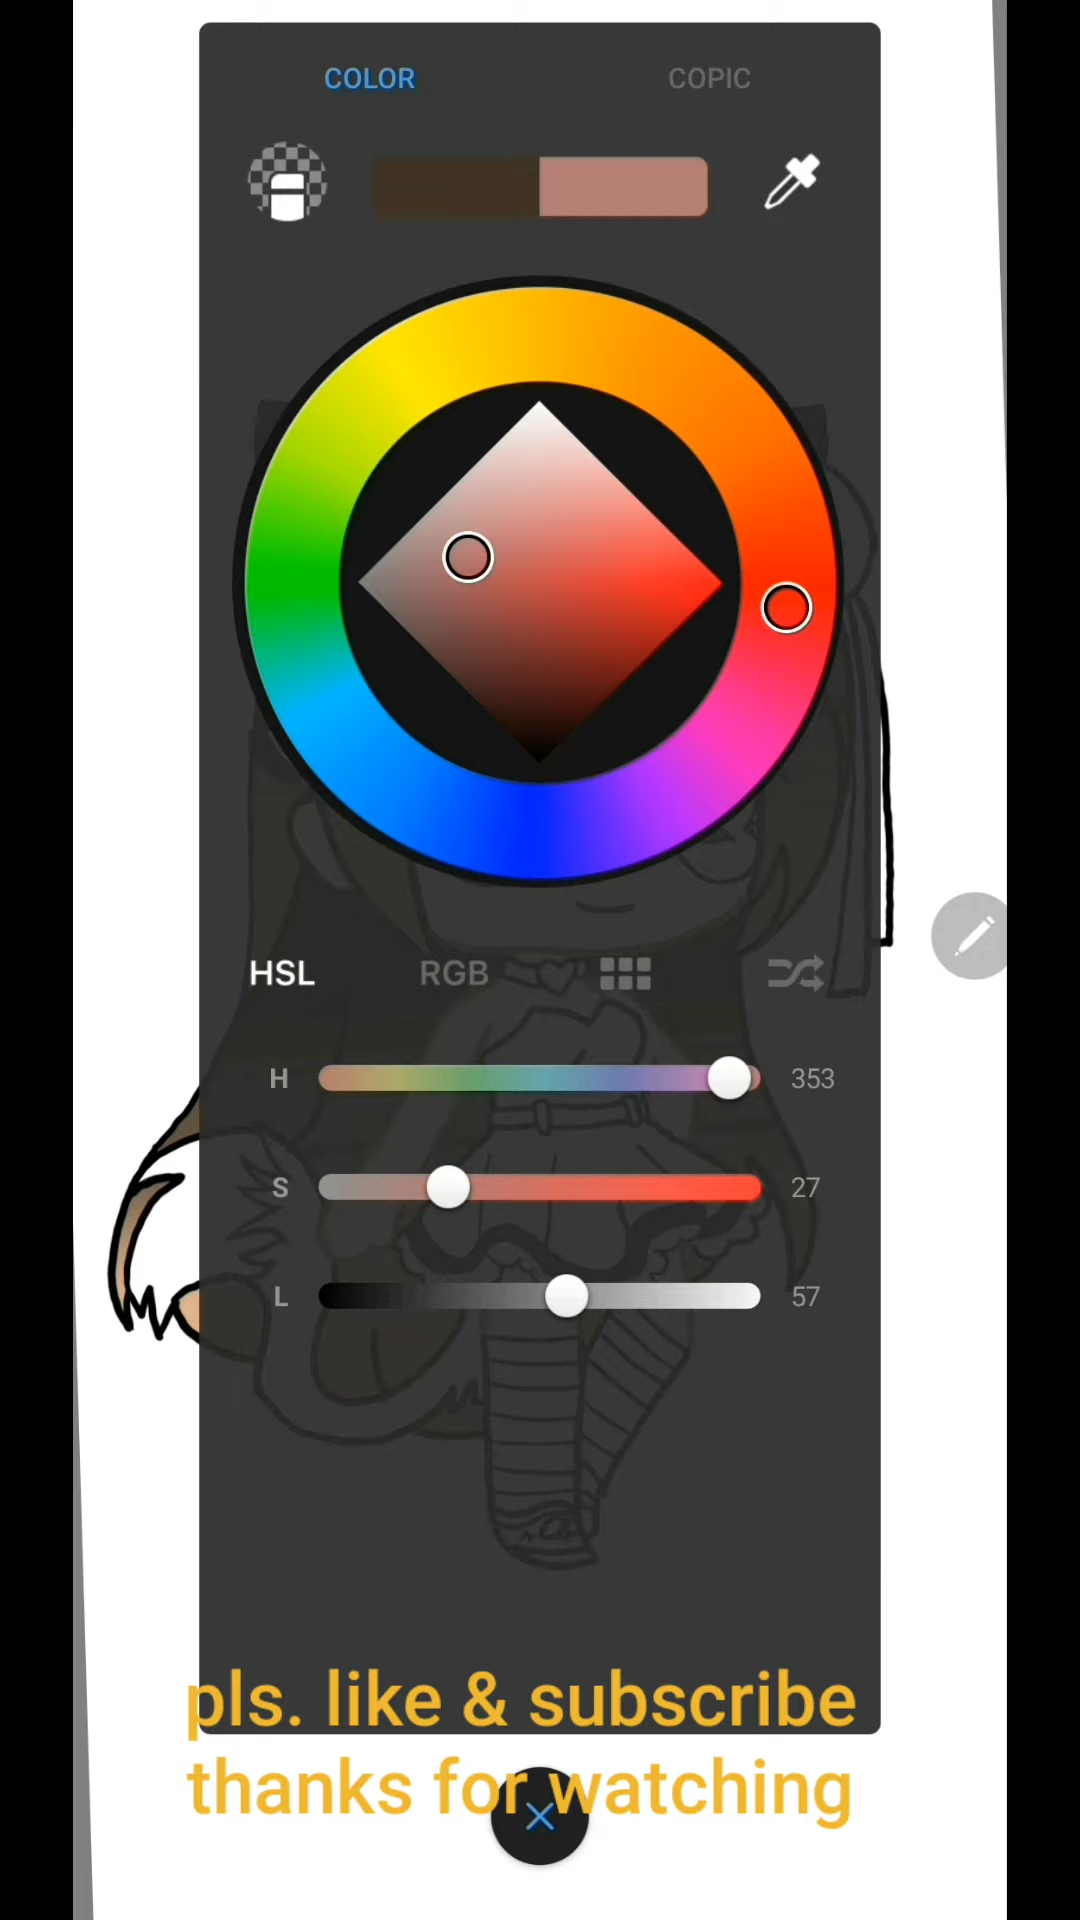 COLOR COPIC
HSL RGB
H 353
S 27
L 57
pls. like & subscribe
thanks for watching